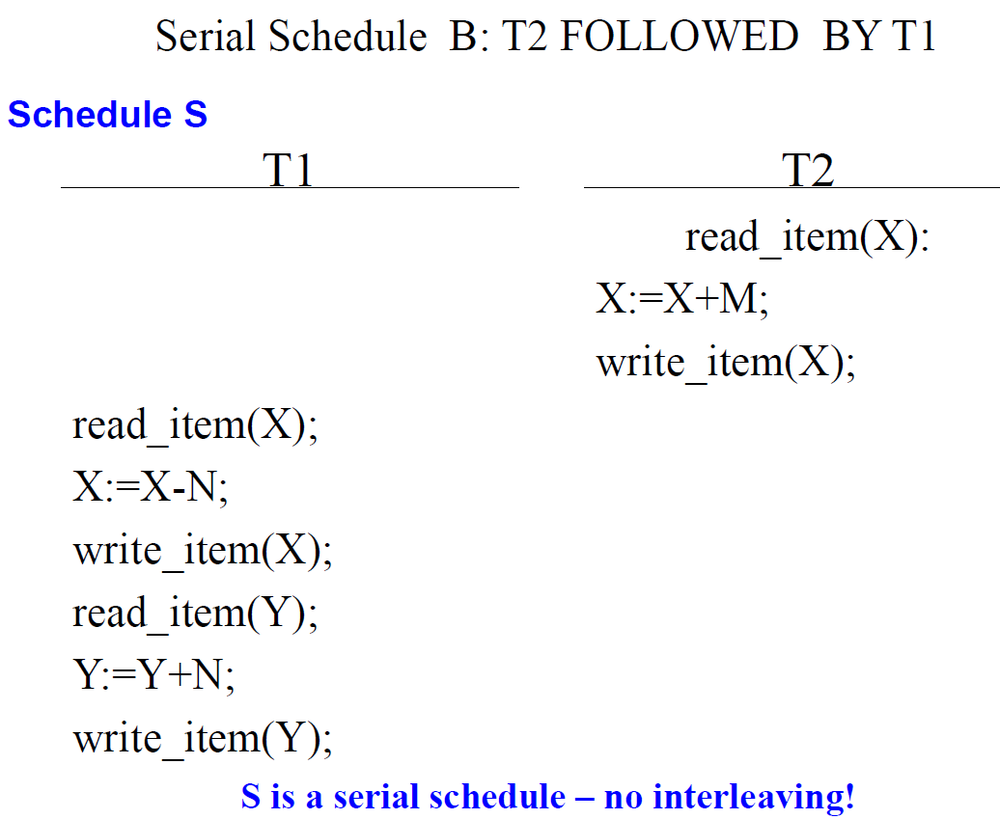 Serial Schedule B: T2 FOLLOWED BY T1
Schedule S
T1 T2
read_item(X):
X:=X+M;
write_item(X);
read_item(X);
X:=X-N;
write_item(X);
read_item(Y);
Y:=Y+N;
write_item(Y);
S is a serial schedule – no interleaving!